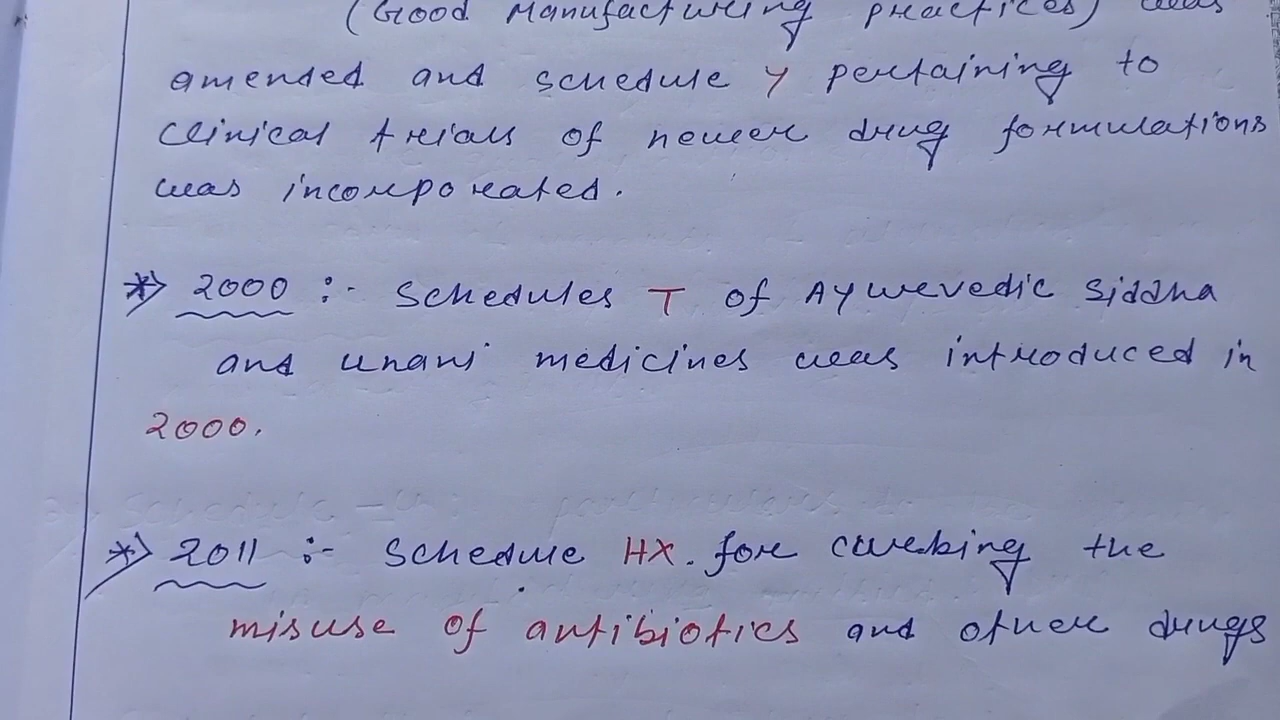 (Good Manufacturing practices) was
amended and schedule Y pertaining to
clinical trials of newer drug formulations
was incorporated.
*> 2000 :- Schedules T of Ayurvedic Siddha
and unani medicines was introduced in
2000.
*> 2011 :- Schedule HX. for curbing the
misuse of antibiotics and other drugs